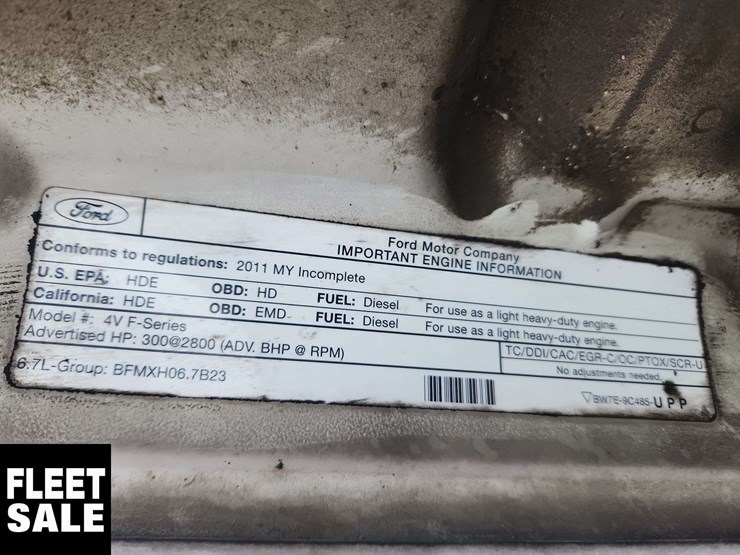 Ford
Ford Motor Company
IMPORTANT ENGINE INFORMATION
Conforms to regulations: 2011 MY Incomplete
U.S. EPA: HDE OBD: HD FUEL: Diesel For use as a light heavy-duty engine.
California: HDE OBD: EMD FUEL: Diesel For use as a light heavy-duty engine.
Model #: 4V F-Series
Advertised HP: 300@2800 (ADV. BHP @ RPM)
TC/DDI/CAC/EGR-C/OC/PTOX/SCR-U
No adjustments needed.
6.7L-Group: BFMXH06.7B23
BW7E-9C485-UPP
FLEET
SALE